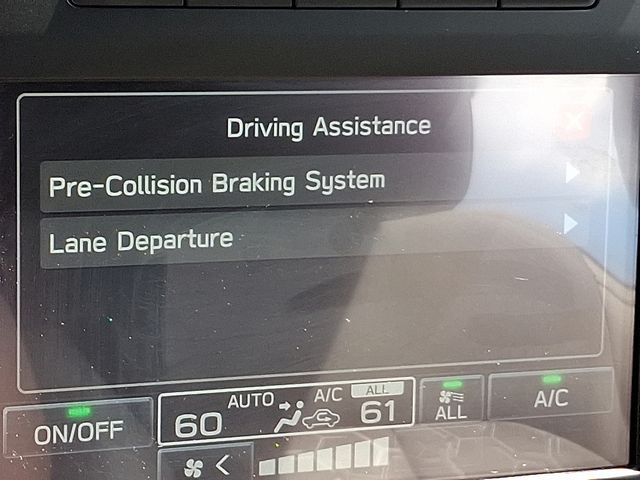 Driving Assistance
Pre-Collision Braking System
Lane Departure
ON/OFF
60 AUTO A/C ALL 61
ALL
A/C